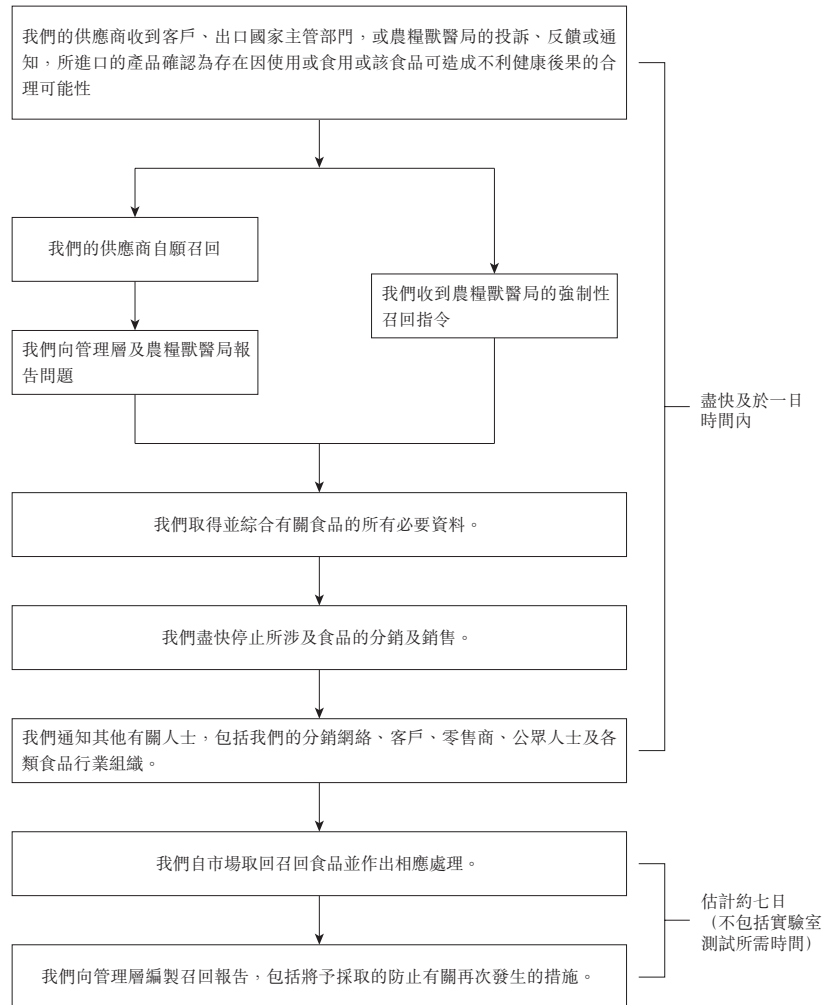 我們的供應商收到客戶、出口國家主管部門，或農糧獸醫局的投訴、反饋或通
知，所進口的產品確認為存在因使用或食用或該食品可造成不利健康後果的合
理可能性
我們的供應商自願召回
我們收到農糧獸醫局的強制性
召回指令
我們向管理層及農糧獸醫局報
告問題
盡快及於一日
時間內
我們取得並綜合有關食品的所有必要資料。
我們盡快停止所涉及食品的分銷及銷售。
我們通知其他有關人士，包括我們的分銷網絡、客戶、零售商、公眾人士及各
類食品行業組織。
我們自市場取回召回食品並作出相應處理。
估計約七日
（不包括實驗室
測試所需時間）
我們向管理層編製召回報告，包括將予採取的防止有關再次發生的措施。